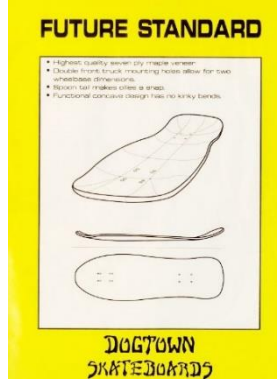 FUTURE STANDARD
• Highest quality seven ply maple veneer.
• Double front truck mounting holes allow for two
wheelbase dimensions.
• Spoon tail makes ollies a snap.
• Functional concave design has no kinky bends.
DOGTOWN
SKATEBOARDS